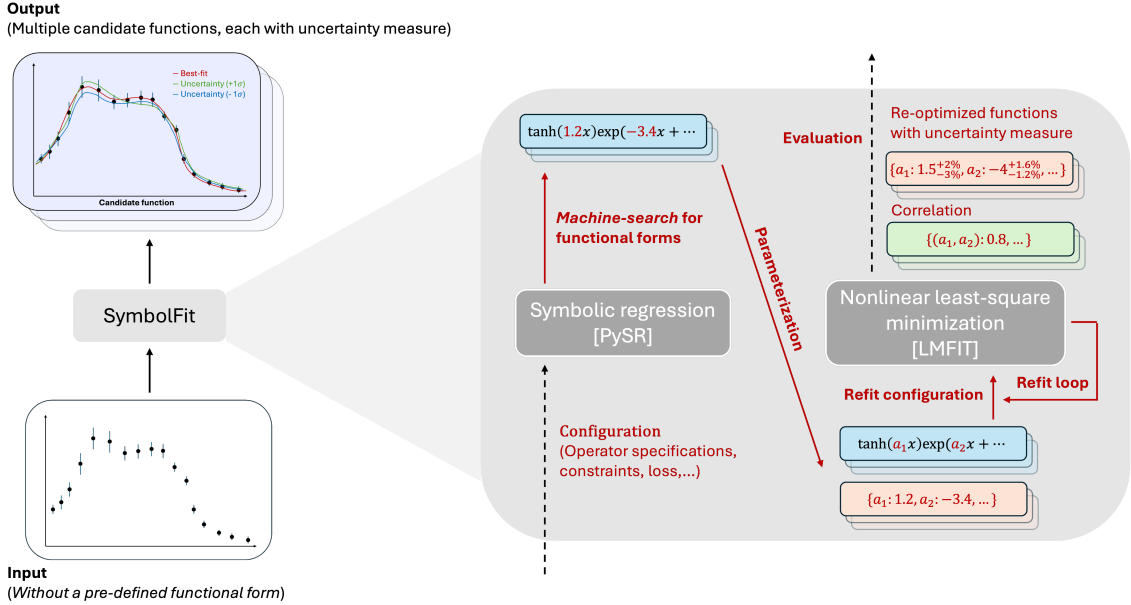 Output
(Multiple candidate functions, each with uncertainty measure)
Best-fit
Uncertainty (+1σ)
Uncertainty (- 1σ)
Candidate function
SymbolFit
Input
(Without a pre-defined functional form)
tanh(1.2x)exp(−3.4x + ⋯
Machine-search for
functional forms
Symbolic regression
[PySR]
Configuration
(Operator specifications,
constraints, loss,...)
Parameterization
Evaluation
Re-optimized functions
with uncertainty measure
{a₁: 1.5⁺²%₋₃%, a₂: −4⁺¹·⁶%₋₁.₂%, … }
Correlation
{(a₁, a₂): 0.8, … }
Nonlinear least-square
minimization
[LMFIT]
Refit configuration
Refit loop
tanh(a₁x)exp(a₂x + ⋯
{a₁: 1.2, a₂: −3.4, … }